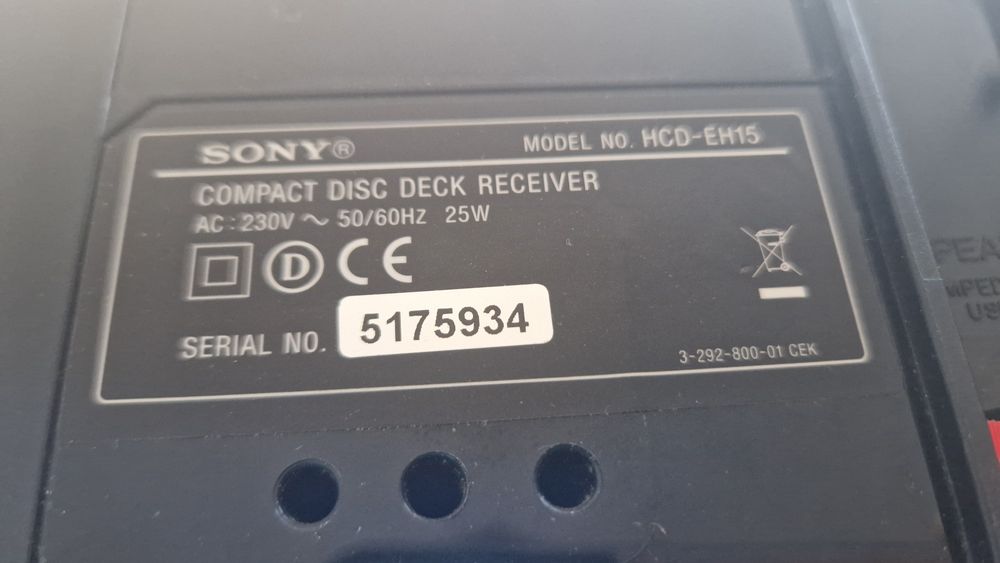 SONY®
MODEL NO. HCD-EH15
COMPACT DISC DECK RECEIVER
AC : 230V ~ 50/60Hz 25W
D CE
SERIAL NO. 5175934
3-292-800-01 CEK